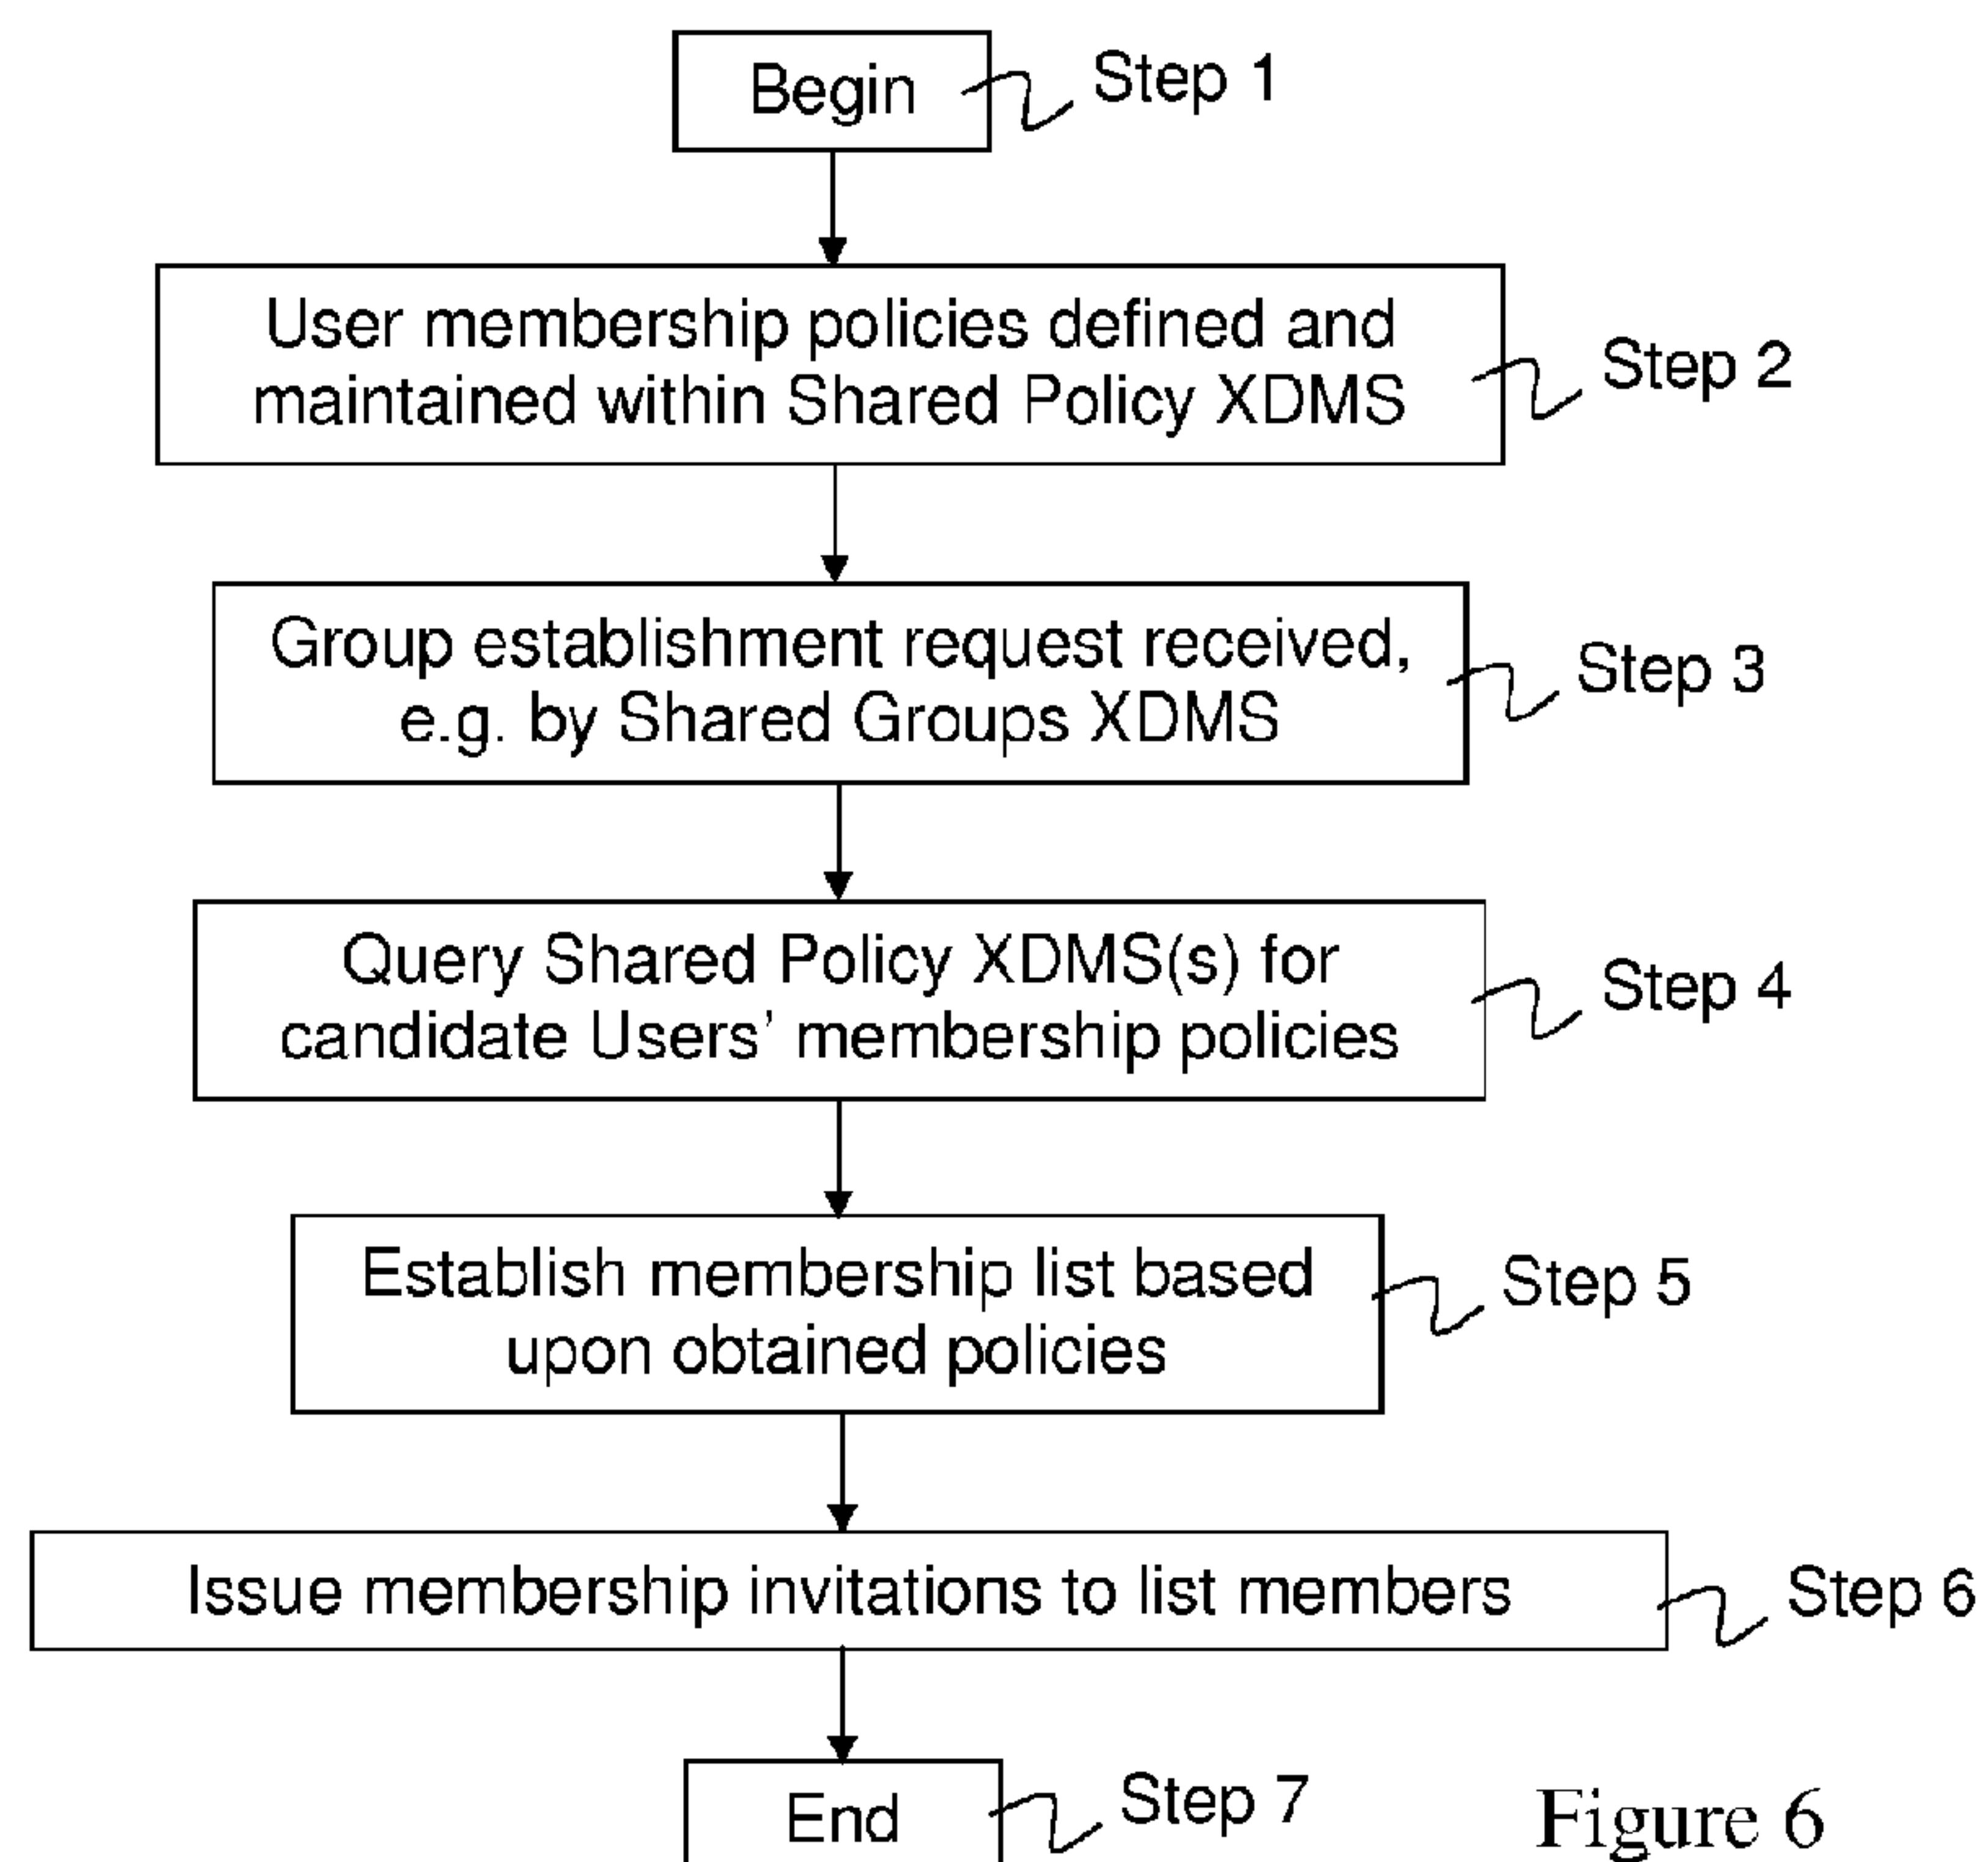 Begin
Step 1
User membership policies defined and
maintained within Shared Policy XDMS
Step 2
Group establishment request received,
e.g. by Shared Groups XDMS
Step 3
Query Shared Policy XDMS(s) for
candidate Users' membership policies
Step 4
Establish membership list based
upon obtained policies
Step 5
Issue membership invitations to list members
Step 6
End
Step 7
Figure 6